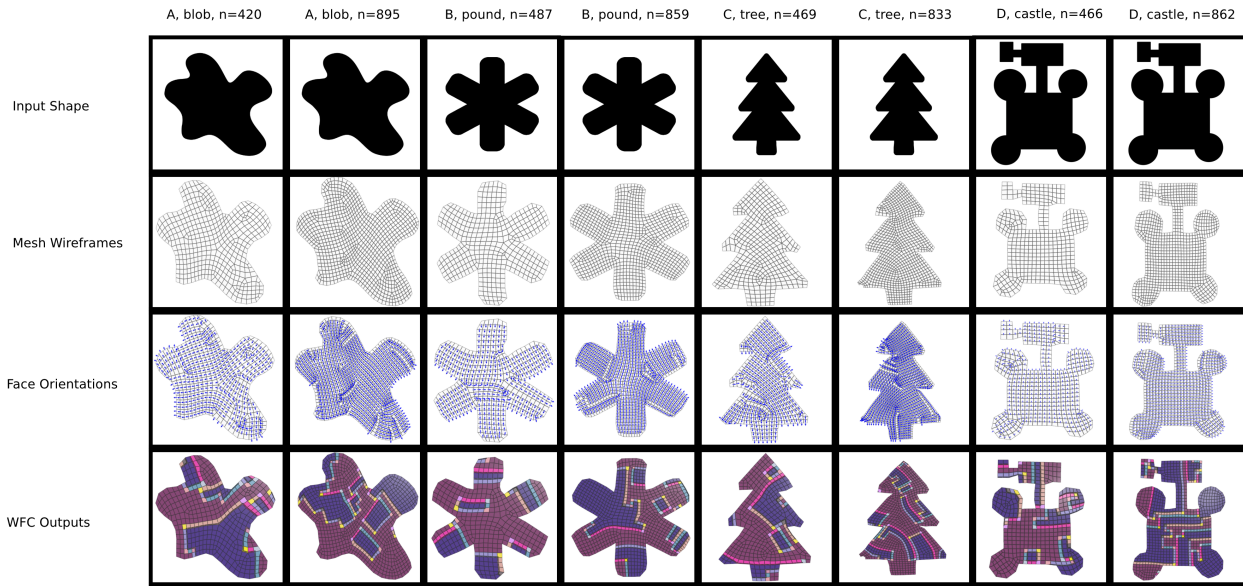 A, blob, n=420
A, blob, n=895
B, pound, n=487
B, pound, n=859
C, tree, n=469
C, tree, n=833
D, castle, n=466
D, castle, n=862
Input Shape
Mesh Wireframes
Face Orientations
WFC Outputs